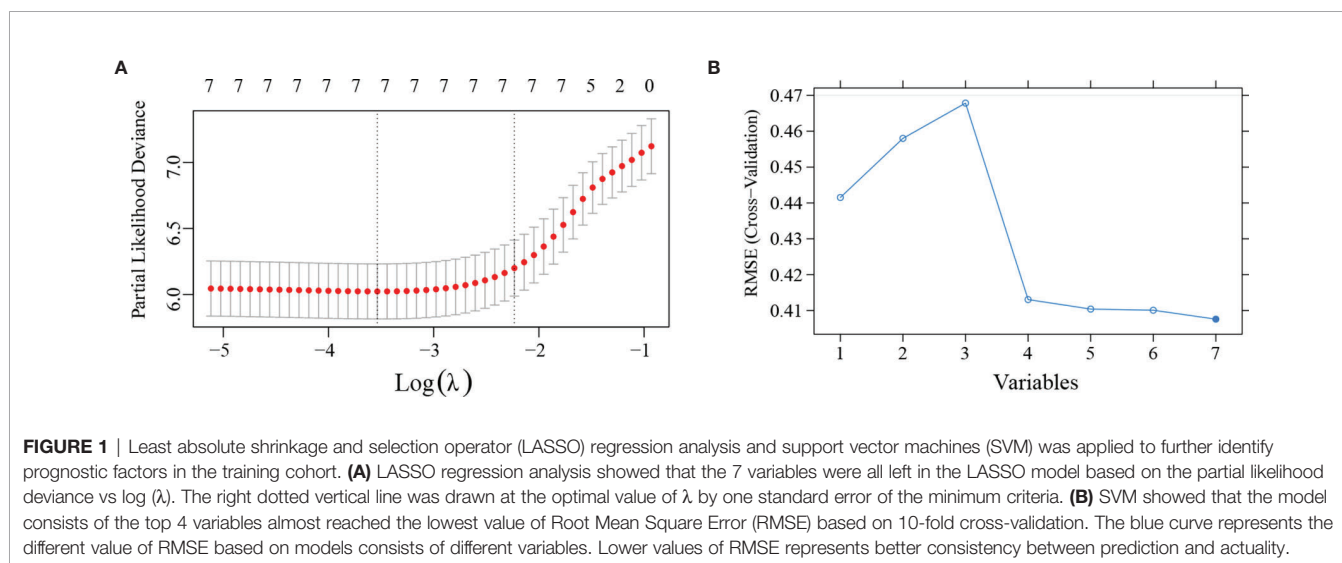 A
7 7 7 7 7 7 7 7 7 7 7 7 7 5 2 0
Partial Likelihood Deviance
7.0
6.5
6.0
−5 −4 −3 −2 −1
Log(λ)
B
RMSE (Cross−Validation)
0.47
0.46
0.45
0.44
0.43
0.42
0.41
1 2 3 4 5 6 7
Variables
FIGURE 1 | Least absolute shrinkage and selection operator (LASSO) regression analysis and support vector machines (SVM) was applied to further identify
prognostic factors in the training cohort. (A) LASSO regression analysis showed that the 7 variables were all left in the LASSO model based on the partial likelihood
deviance vs log (λ). The right dotted vertical line was drawn at the optimal value of λ by one standard error of the minimum criteria. (B) SVM showed that the model
consists of the top 4 variables almost reached the lowest value of Root Mean Square Error (RMSE) based on 10-fold cross-validation. The blue curve represents the
different value of RMSE based on models consists of different variables. Lower values of RMSE represents better consistency between prediction and actuality.